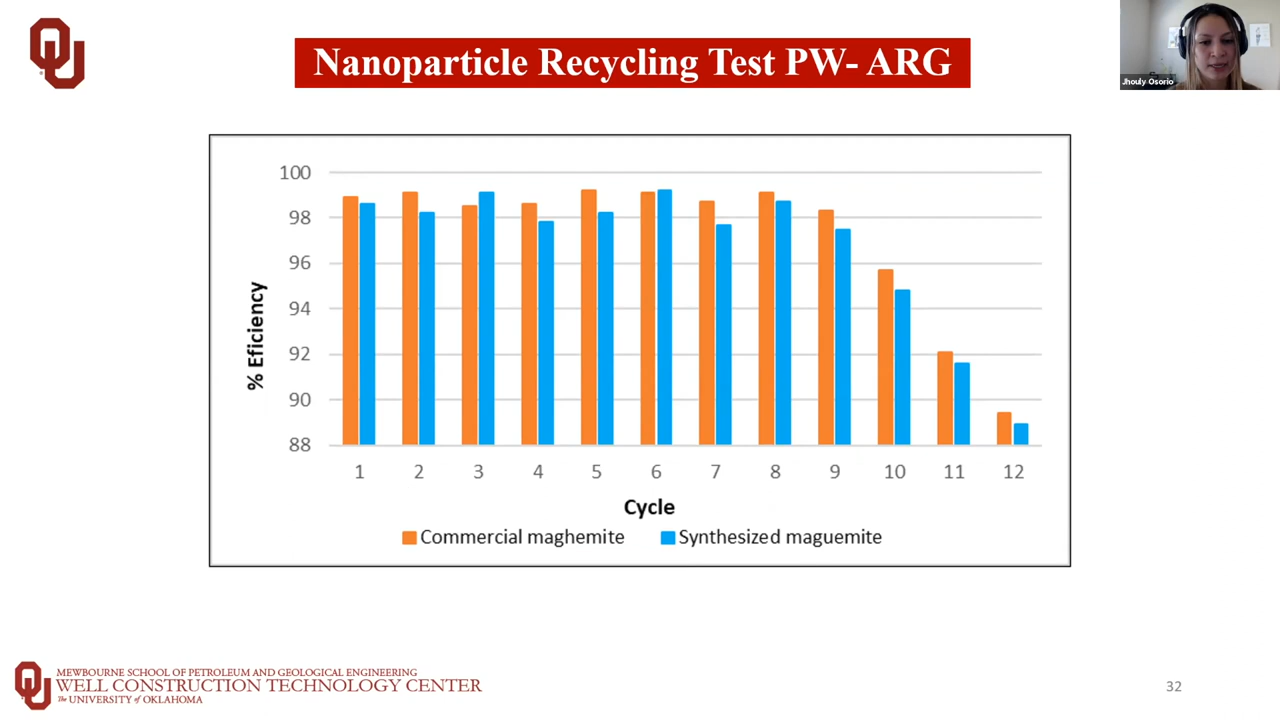 OU
Nanoparticle Recycling Test PW- ARG
Jhouly Osorio
% Eficiency
100
98
96
94
92
90
88
1 2 3 4 5 6 7 8 9 10 11 12
Cycle
Commercial maghemite Synthesized maguemite
OU
MEWBOURNE SCHOOL OF PETROLEUM AND GEOLOGICAL ENGINEERING
WELL CONSTRUCTION TECHNOLOGY CENTER
The UNIVERSITY of OKLAHOMA
32